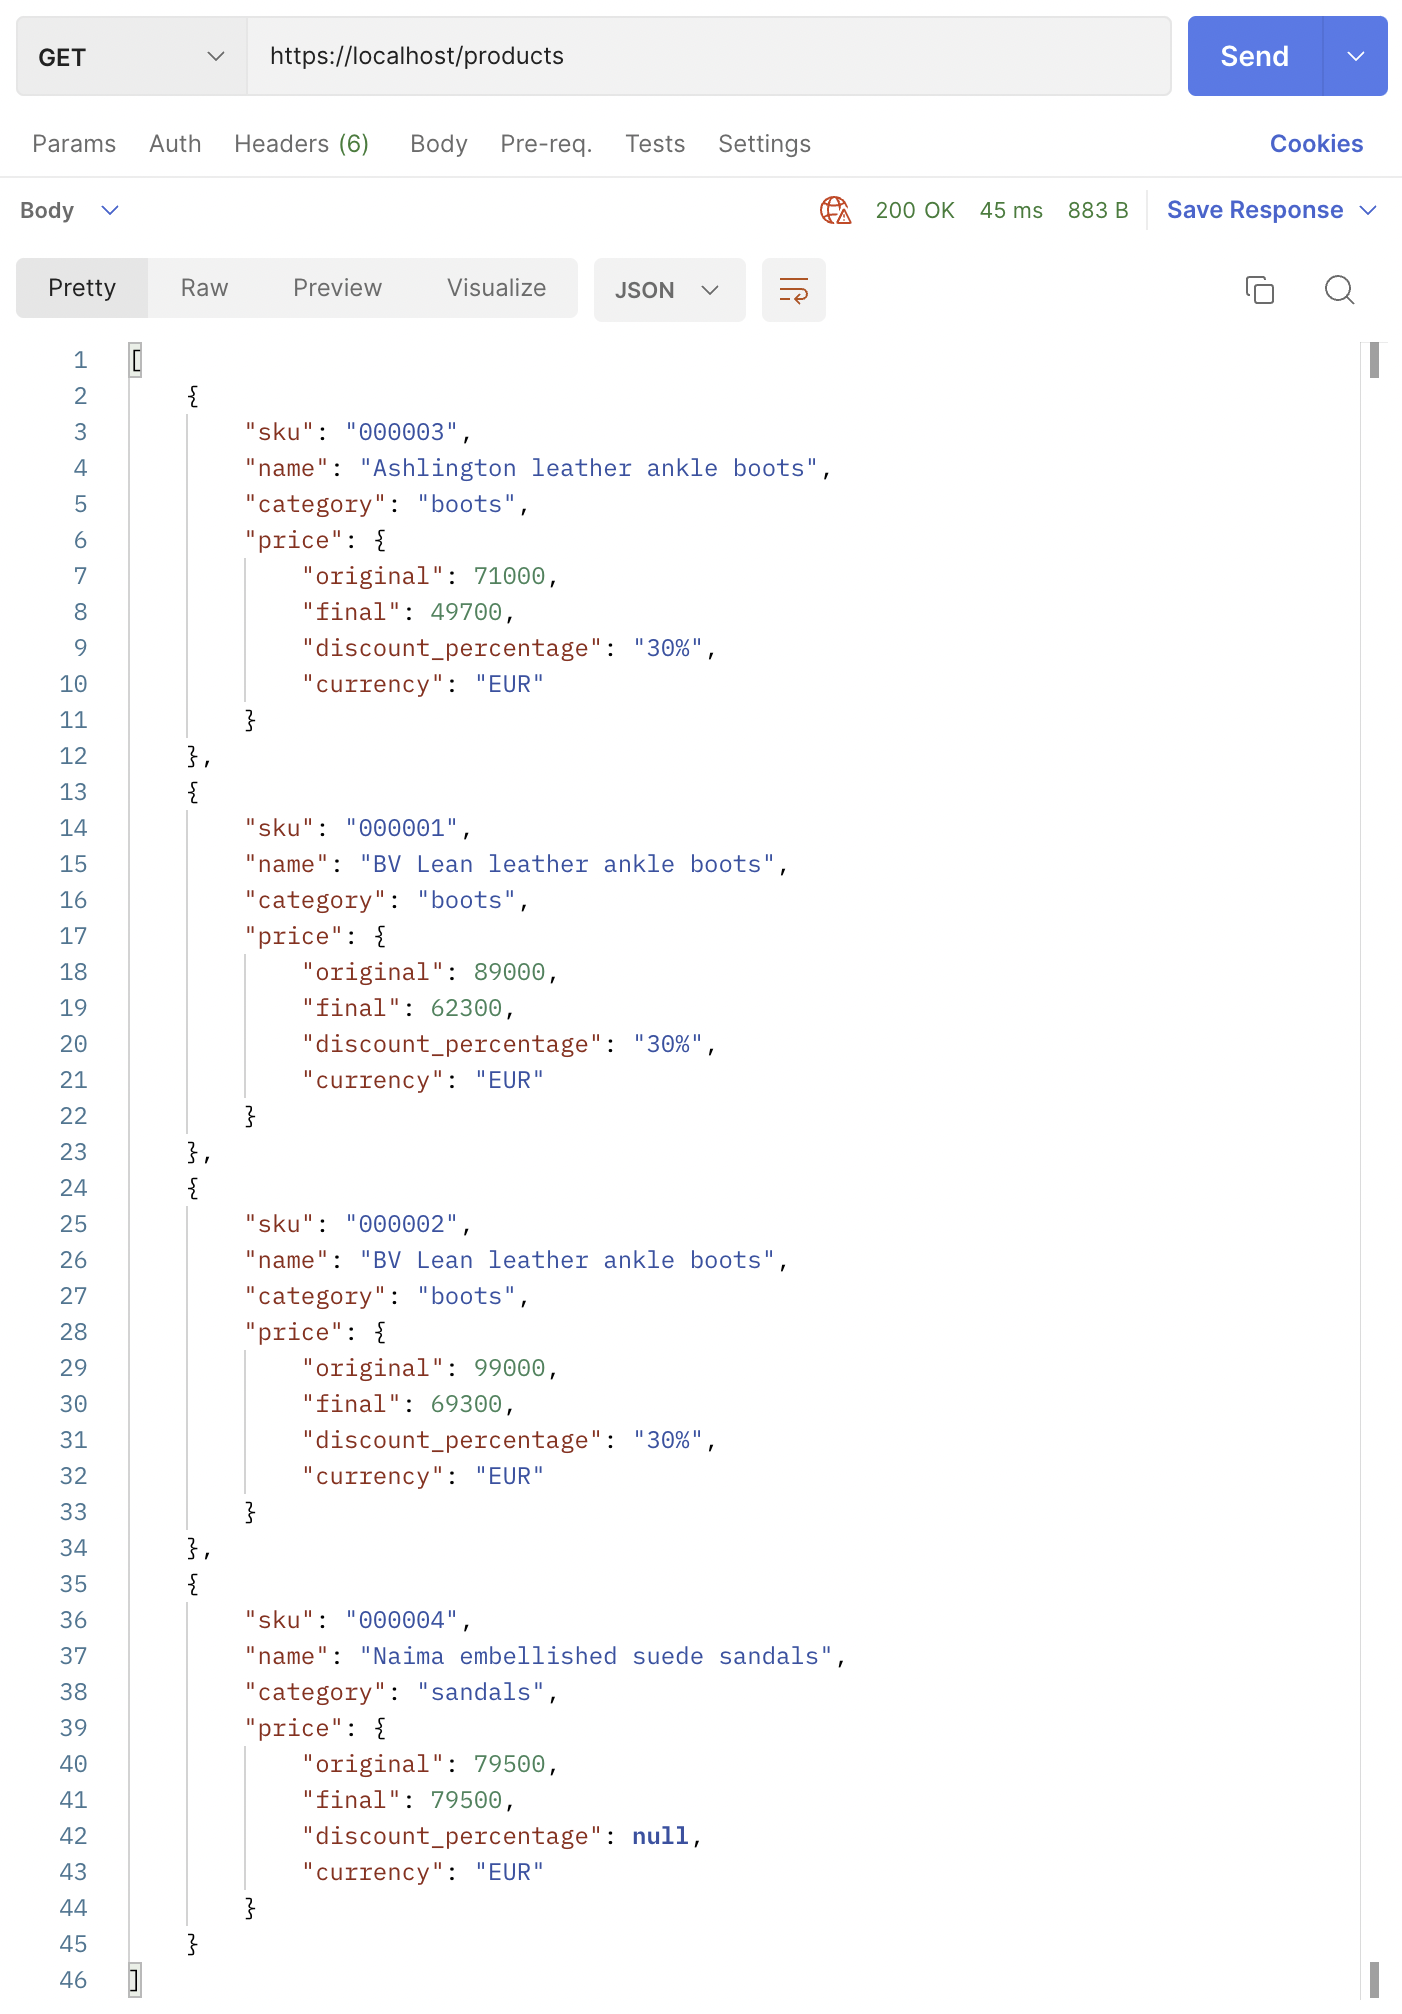 GET https://localhost/products Send
Params Auth Headers (6) Body Pre-req. Tests Settings Cookies
Body 200 OK 45 ms 883 B Save Response
Pretty Raw Preview Visualize JSON
1 [
2 {
3 "sku": "000003",
4 "name": "Ashlington leather ankle boots",
5 "category": "boots",
6 "price": {
7 "original": 71000,
8 "final": 49700,
9 "discount_percentage": "30%",
10 "currency": "EUR"
11 }
12 },
13 {
14 "sku": "000001",
15 "name": "BV Lean leather ankle boots",
16 "category": "boots",
17 "price": {
18 "original": 89000,
19 "final": 62300,
20 "discount_percentage": "30%",
21 "currency": "EUR"
22 }
23 },
24 {
25 "sku": "000002",
26 "name": "BV Lean leather ankle boots",
27 "category": "boots",
28 "price": {
29 "original": 99000,
30 "final": 69300,
31 "discount_percentage": "30%",
32 "currency": "EUR"
33 }
34 },
35 {
36 "sku": "000004",
37 "name": "Naima embellished suede sandals",
38 "category": "sandals",
39 "price": {
40 "original": 79500,
41 "final": 79500,
42 "discount_percentage": null,
43 "currency": "EUR"
44 }
45 }
46 ]